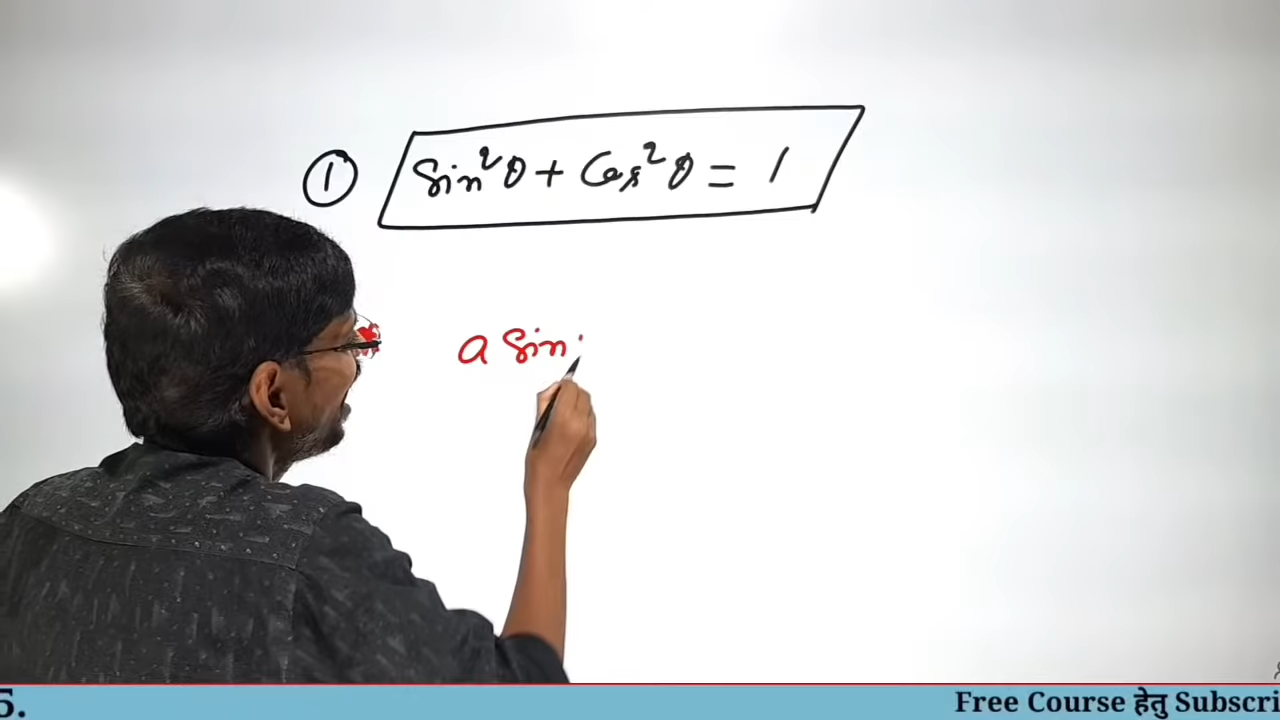 ① Sin²θ + Cos²θ = 1
a Sin
5.
Free Course हेतु Subscri